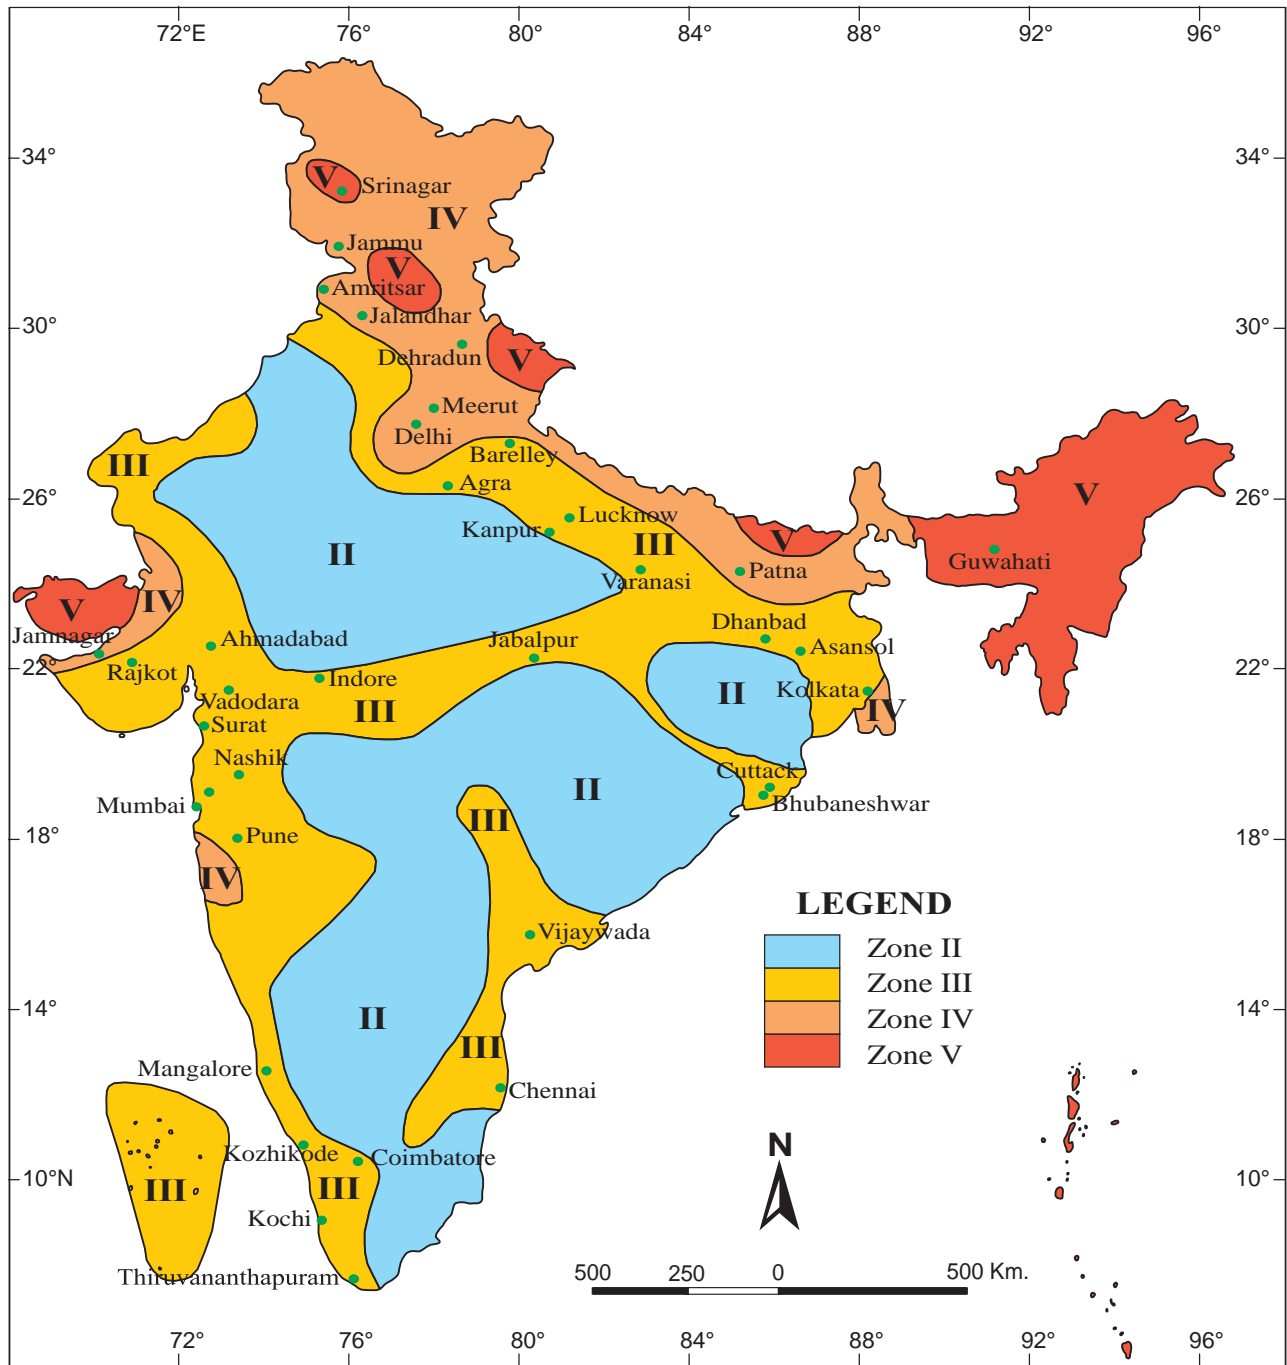 72°E 76° 80° 84° 88° 92° 96°
34° 34°
V
Srinagar
IV
Jammu
V
Amritsar
Jalandhar
30° 30°
Dehradun
V
Meerut
Delhi
Barelley
III
Agra
26° V 26°
Lucknow
Kanpur
III V
II
Guwahati
Patna
Varanasi
IV
V
Dhanbad
Jamnagar
Ahmadabad
Jabalpur
Asansol
22° 22°
Rajkot
Indore
II
Kolkata
Vadodara
III
IV
Surat
Nashik
Cuttack
II
Mumbai
Bhubaneshwar
III
Pune
18° 18°
IV
LEGEND
Vijaywada
Zone II
Zone III
14° 14°
II
Zone IV
III
Zone V
Mangalore
Chennai
N
Kozhikode
Coimbatore
10°N 10°
III
III
Kochi
Thiruvananthapuram
500 250 0 500 Km.
72° 76° 80° 84° 88° 92° 96°